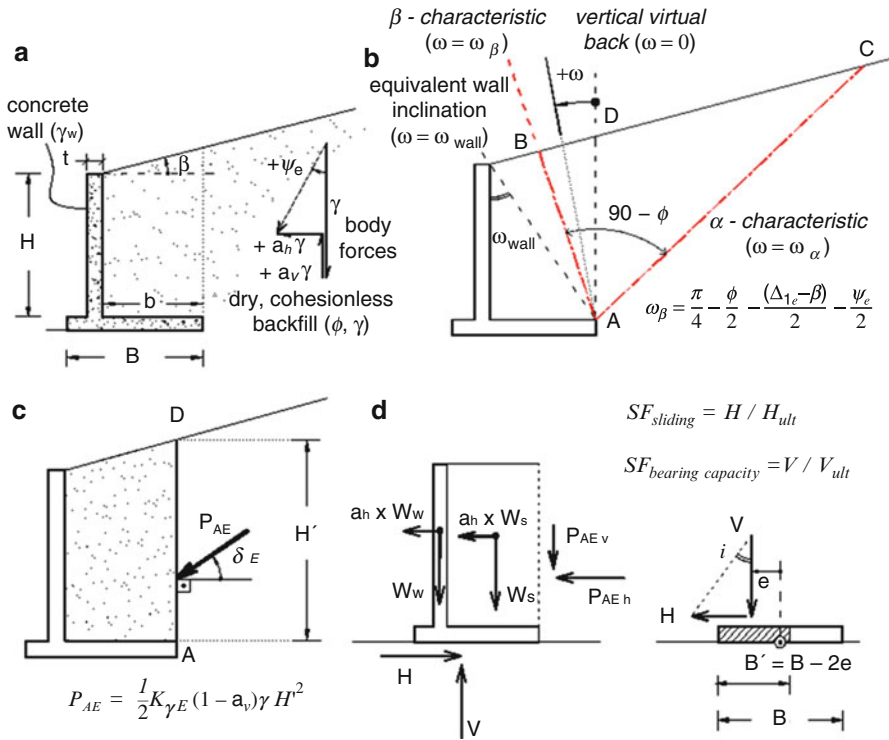 a
concrete
wall (γw)
t
β
H
b
B
+ψe
γ
body
forces
+ ahγ
+ avγ
dry, cohesionless
backfill (ϕ, γ)
b
β - characteristic
(ω = ωβ)
vertical virtual
back (ω = 0)
C
+ω
equivalent wall
inclination
(ω = ω wall)
B
D
ωwall
90 − ϕ
α - characteristic
(ω = ωα)
A
ωβ = π/4 − ϕ/2 − (Δ1e−β)/2 − ψe/2
c
D
PAE
δE
H´
A
PAE = 1/2 KγE (1 − av)γ H'²
d
SFsliding = H / Hult
SFbearing capacity = V / Vult
ah x Ww
ah x Ws
PAE v
Ww
Ws
PAE h
H
V
V
i
e
H
B´ = B − 2e
B